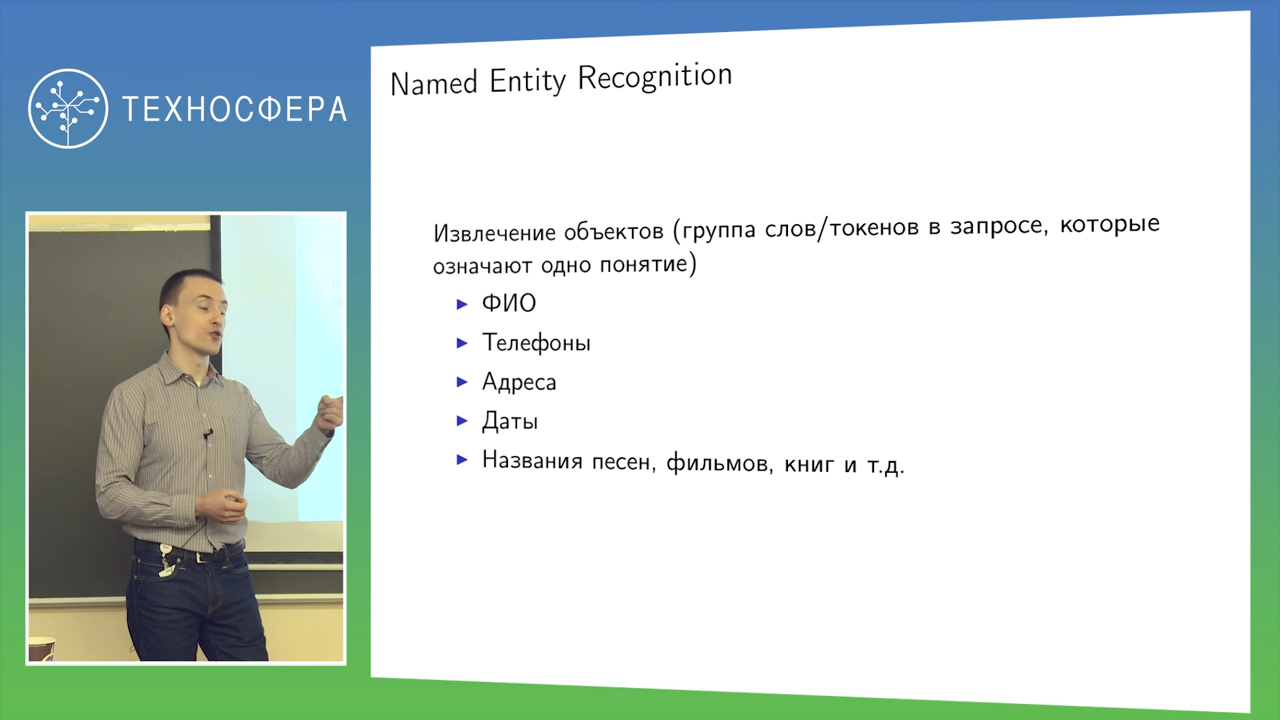 ТЕХНОСФЕРА
Named Entity Recognition
Извлечение объектов (группа слов/токенов в запросе, которые
означают одно понятие)
ФИО
Телефоны
Адреса
Даты
Названия песен, фильмов, книг и т.д.